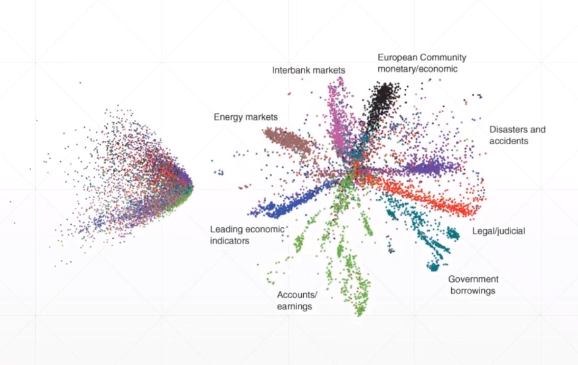 European Community
monetary/economic
Interbank markets
Energy markets
Disasters and
accidents
Leading economic
indicators
Legal/judicial
Government
borrowings
Accounts/
earnings